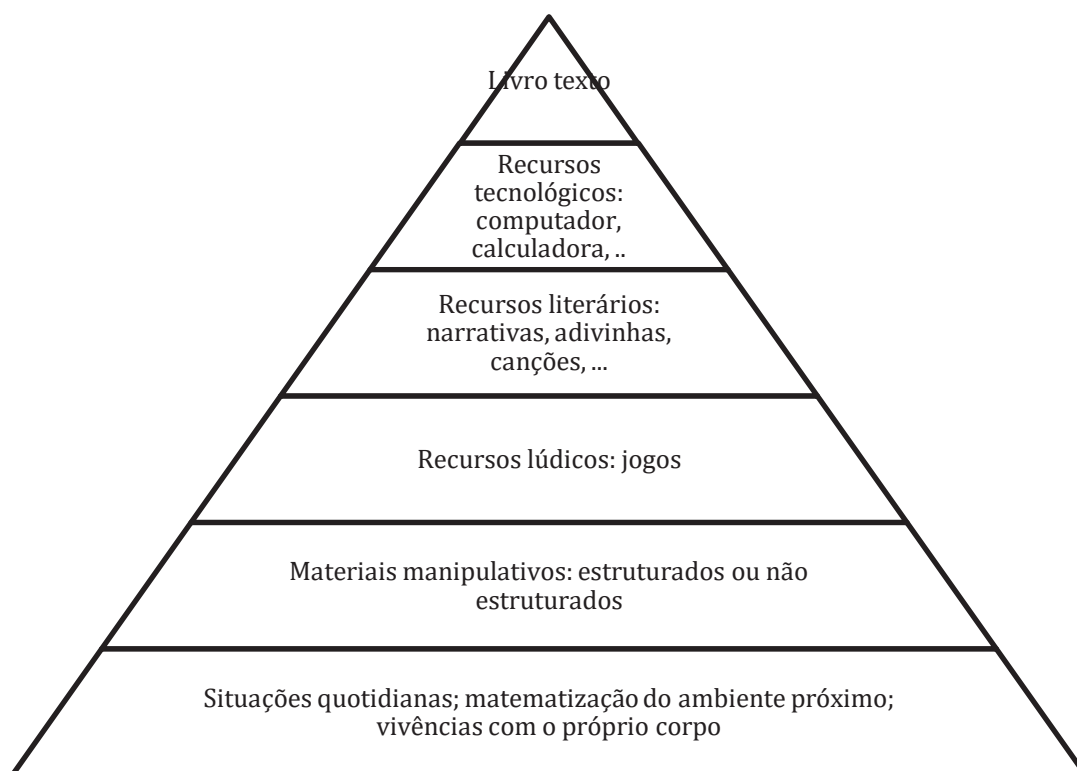 Livro texto
Recursos
tecnológicos:
computador,
calculadora, ..
Recursos literários:
narrativas, adivinhas,
canções, ...
Recursos lúdicos: jogos
Materiais manipulativos: estruturados ou não
estruturados
Situações quotidianas; matematização do ambiente próximo;
vivências com o próprio corpo